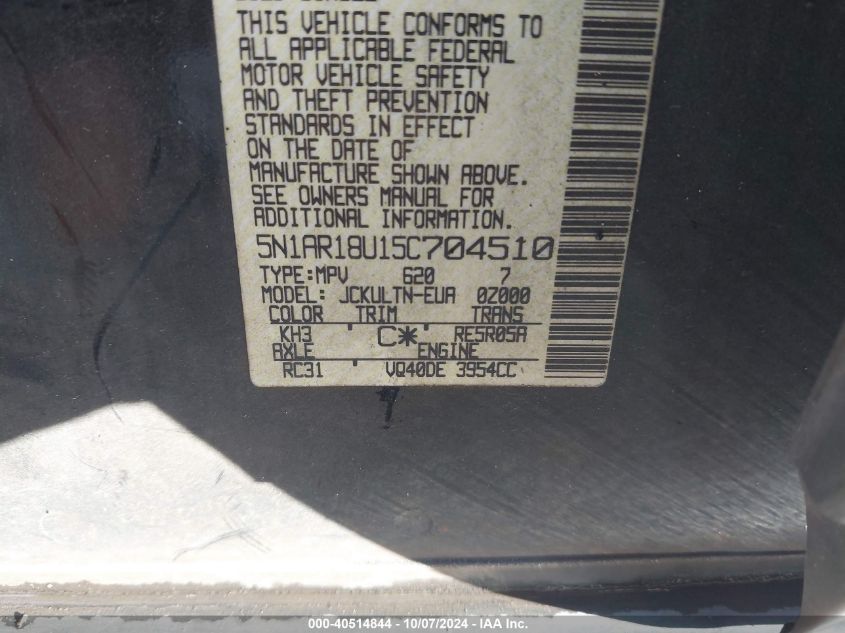 THIS VEHICLE CONFORMS TO
ALL APPLICABLE FEDERAL
MOTOR VEHICLE SAFETY
AND THEFT PREVENTION
STANDARDS IN EFFECT
ON THE DATE OF
MANUFACTURE SHOWN ABOVE.
SEE OWNERS MANUAL FOR
ADDITIONAL INFORMATION.
5N1AR18U15C704510
TYPE:MPV 620 7
MODEL: JCKULTN-EUA 0Z000
COLOR TRIM TRANS
KH3 ' C* ' RE5R05A
AXLE ENGINE
RC31 ' VQ40DE 3954CC
000-40514844 - 10/07/2024 - IAAI.com